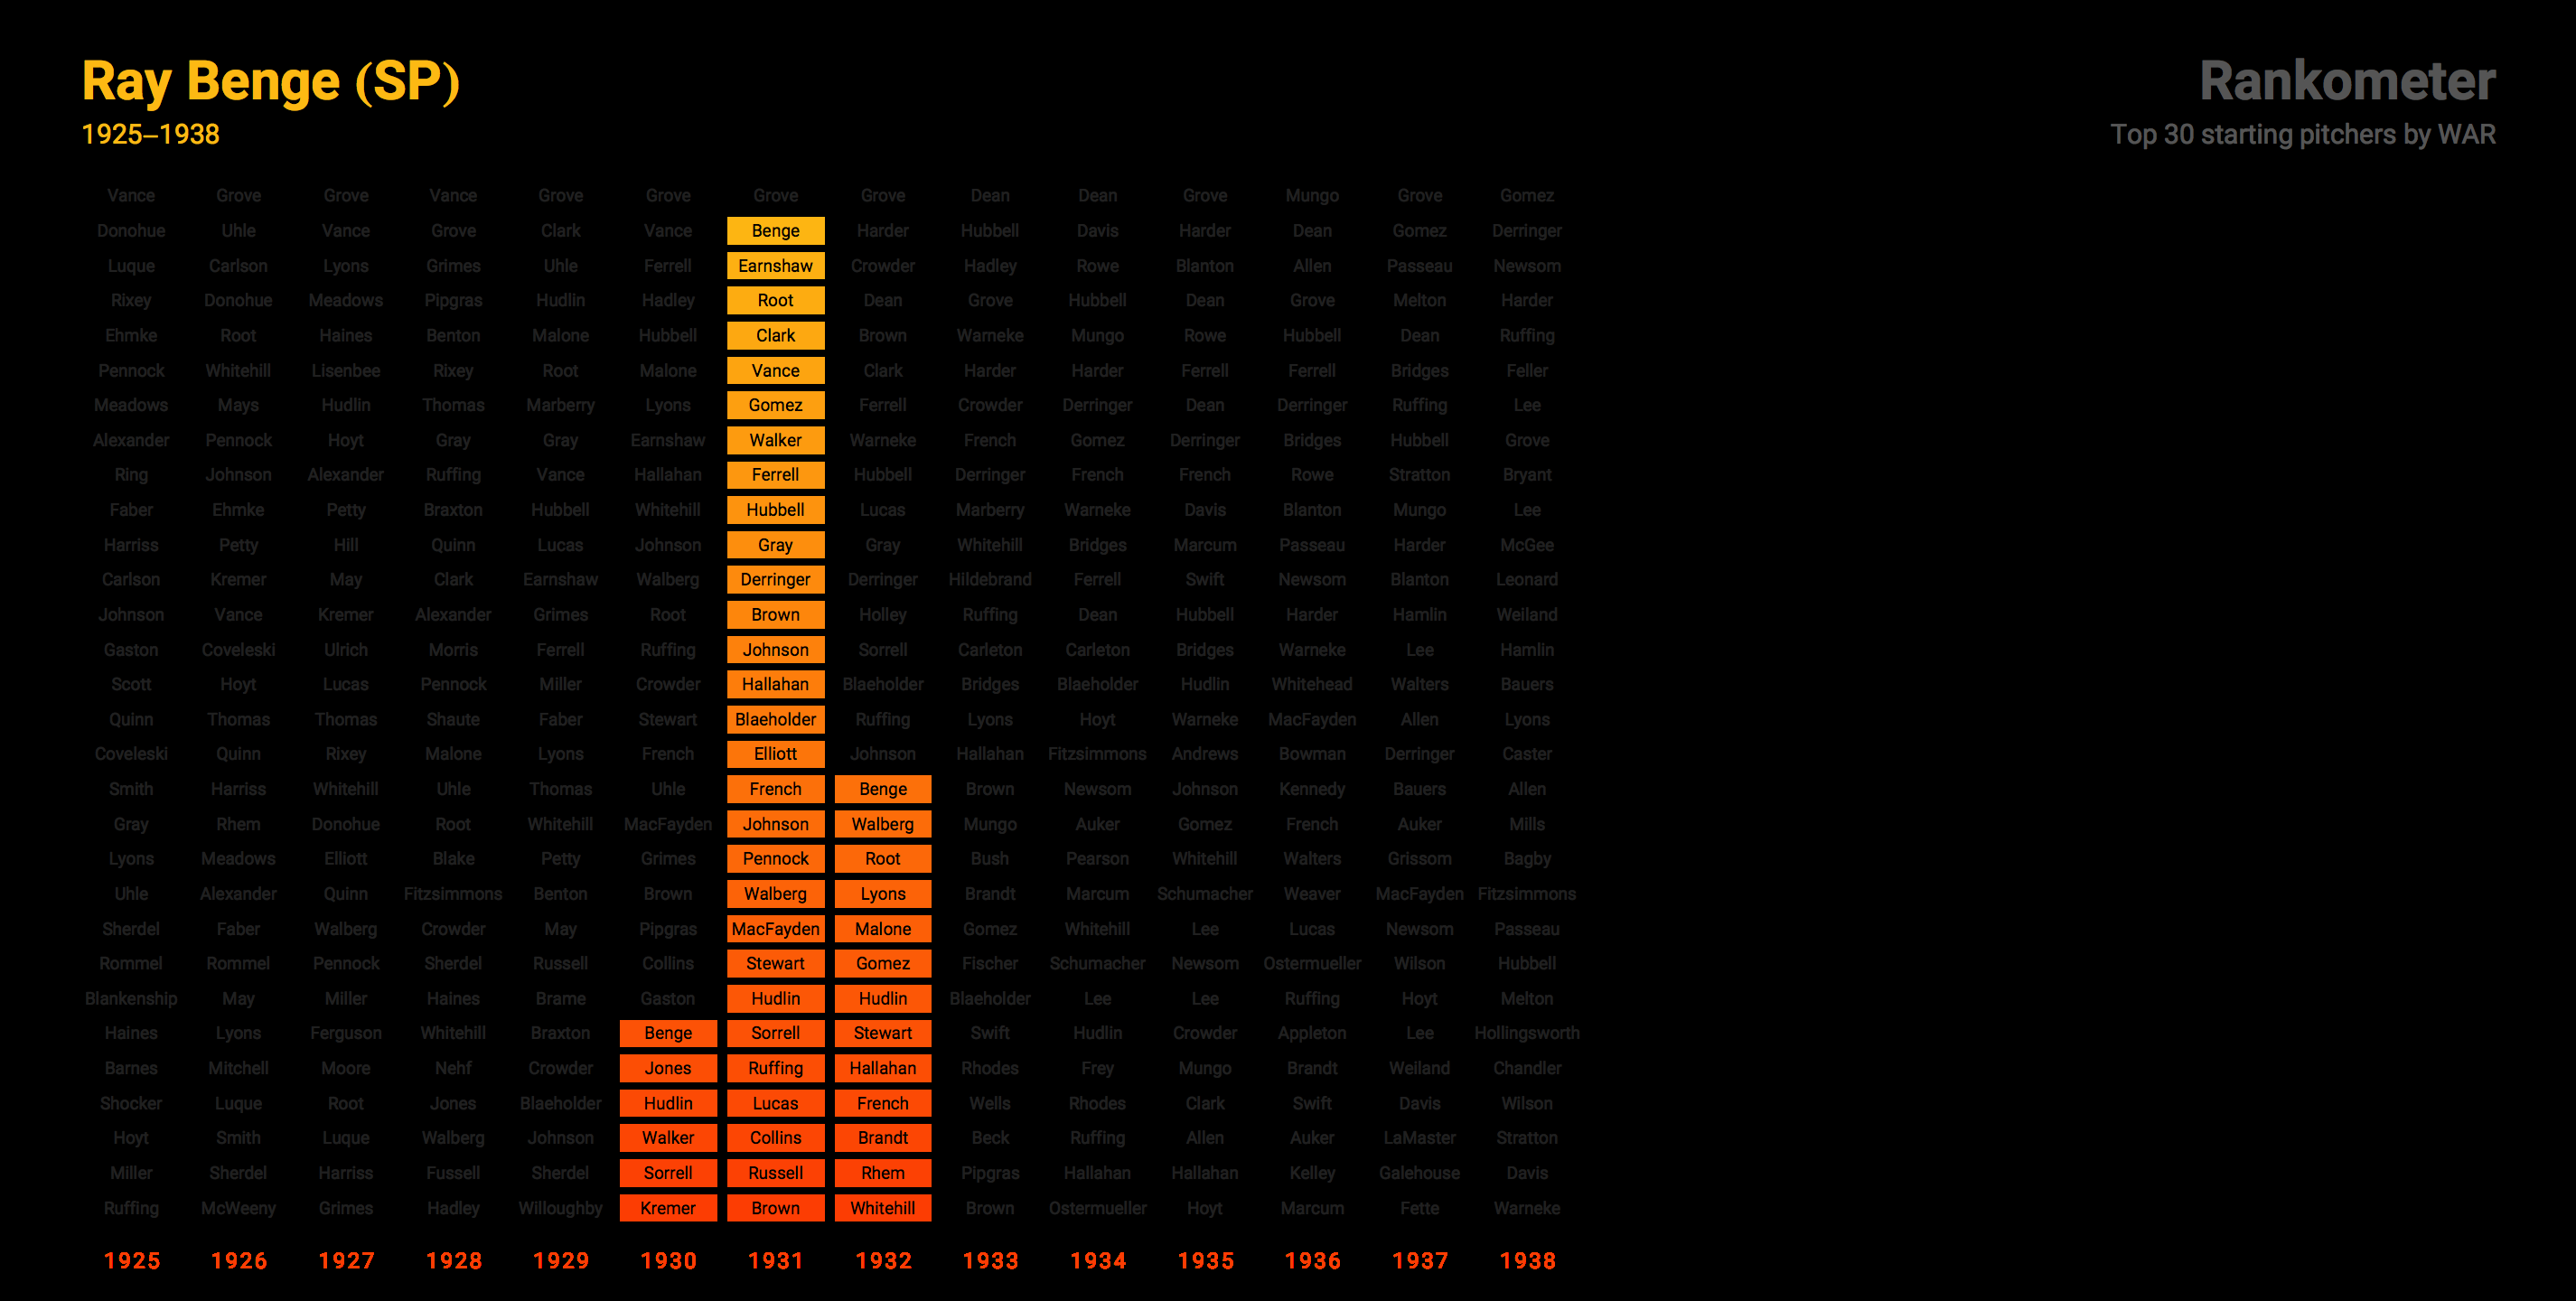 Ray Benge (SP)
Rankometer
1925–1938
Top 30 starting pitchers by WAR
Vance Grove Grove Vance Grove Grove Grove Grove Dean Dean Grove Mungo Grove Gomez
Donohue Uhle Vance Grove Clark Vance Benge Harder Hubbell Davis Harder Dean Gomez Derringer
Luque Carlson Lyons Grimes Uhle Ferrell Earnshaw Crowder Hadley Rowe Blanton Allen Passeau Newsom
Rixey Donohue Meadows Pipgras Hudlin Hadley Root Dean Grove Hubbell Dean Grove Melton Harder
Ehmke Root Haines Benton Malone Hubbell Clark Brown Warneke Mungo Rowe Hubbell Dean Ruffing
Pennock Whitehill Lisenbee Rixey Root Malone Vance Clark Harder Harder Ferrell Ferrell Bridges Feller
Meadows Mays Hudlin Thomas Marberry Lyons Gomez Ferrell Crowder Derringer Dean Derringer Ruffing Lee
Alexander Pennock Hoyt Gray Gray Earnshaw Walker Warneke French Gomez Derringer Bridges Hubbell Grove
Ring Johnson Alexander Ruffing Vance Hallahan Ferrell Hubbell Derringer French French Rowe Stratton Bryant
Faber Ehmke Petty Braxton Hubbell Whitehill Hubbell Lucas Marberry Warneke Davis Blanton Mungo Lee
Harriss Petty Hill Quinn Lucas Johnson Gray Gray Whitehill Bridges Marcum Passeau Harder McGee
Carlson Kremer May Clark Earnshaw Walberg Derringer Derringer Hildebrand Ferrell Swift Newsom Blanton Leonard
Johnson Vance Kremer Alexander Grimes Root Brown Holley Ruffing Dean Hubbell Harder Hamlin Weiland
Gaston Coveleski Ulrich Morris Ferrell Ruffing Johnson Sorrell Carleton Carleton Bridges Warneke Lee Hamlin
Scott Hoyt Lucas Pennock Miller Crowder Hallahan Blaeholder Bridges Blaeholder Hudlin Whitehead Walters Bauers
Quinn Thomas Thomas Shaute Faber Stewart Blaeholder Ruffing Lyons Hoyt Warneke MacFayden Allen Lyons
Coveleski Quinn Rixey Malone Lyons French Elliott Johnson Hallahan Fitzsimmons Andrews Bowman Derringer Caster
Smith Harriss Whitehill Uhle Thomas Uhle French Benge Brown Newsom Johnson Kennedy Bauers Allen
Gray Rhem Donohue Root Whitehill MacFayden Johnson Walberg Mungo Auker Gomez French Auker Mills
Lyons Meadows Elliott Blake Petty Grimes Pennock Root Bush Pearson Whitehill Walters Grissom Bagby
Uhle Alexander Quinn Fitzsimmons Benton Brown Walberg Lyons Brandt Marcum Schumacher Weaver MacFayden Fitzsimmons
Sherdel Faber Walberg Crowder May Pipgras MacFayden Malone Gomez Whitehill Lee Lucas Newsom Passeau
Rommel Rommel Pennock Sherdel Russell Collins Stewart Gomez Fischer Schumacher Newsom Ostermueller Wilson Hubbell
Blankenship May Miller Haines Brame Gaston Hudlin Hudlin Blaeholder Lee Lee Ruffing Hoyt Melton
Haines Lyons Ferguson Whitehill Braxton Benge Sorrell Stewart Swift Hudlin Crowder Appleton Lee Hollingsworth
Barnes Mitchell Moore Nehf Crowder Jones Ruffing Hallahan Rhodes Frey Mungo Brandt Weiland Chandler
Shocker Luque Root Jones Blaeholder Hudlin Lucas French Wells Rhodes Clark Swift Davis Wilson
Hoyt Smith Luque Walberg Johnson Walker Collins Brandt Beck Ruffing Allen Auker LaMaster Stratton
Miller Sherdel Harriss Fussell Sherdel Sorrell Russell Rhem Pipgras Hallahan Hallahan Kelley Galehouse Davis
Ruffing McWeeny Grimes Hadley Willoughby Kremer Brown Whitehill Brown Ostermueller Hoyt Marcum Fette Warneke
1925 1926 1927 1928 1929 1930 1931 1932 1933 1934 1935 1936 1937 1938